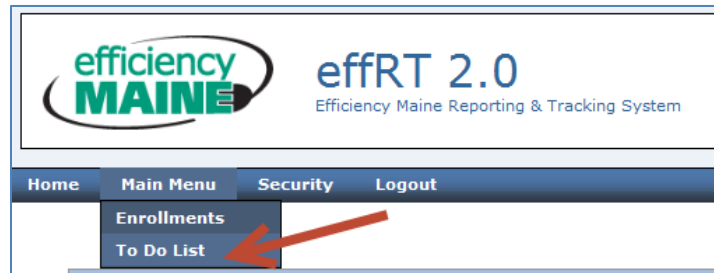 efficiency
MAINE
effRT 2.0
Efficiency Maine Reporting & Tracking System
Home Main Menu Security Logout
Enrollments
To Do List